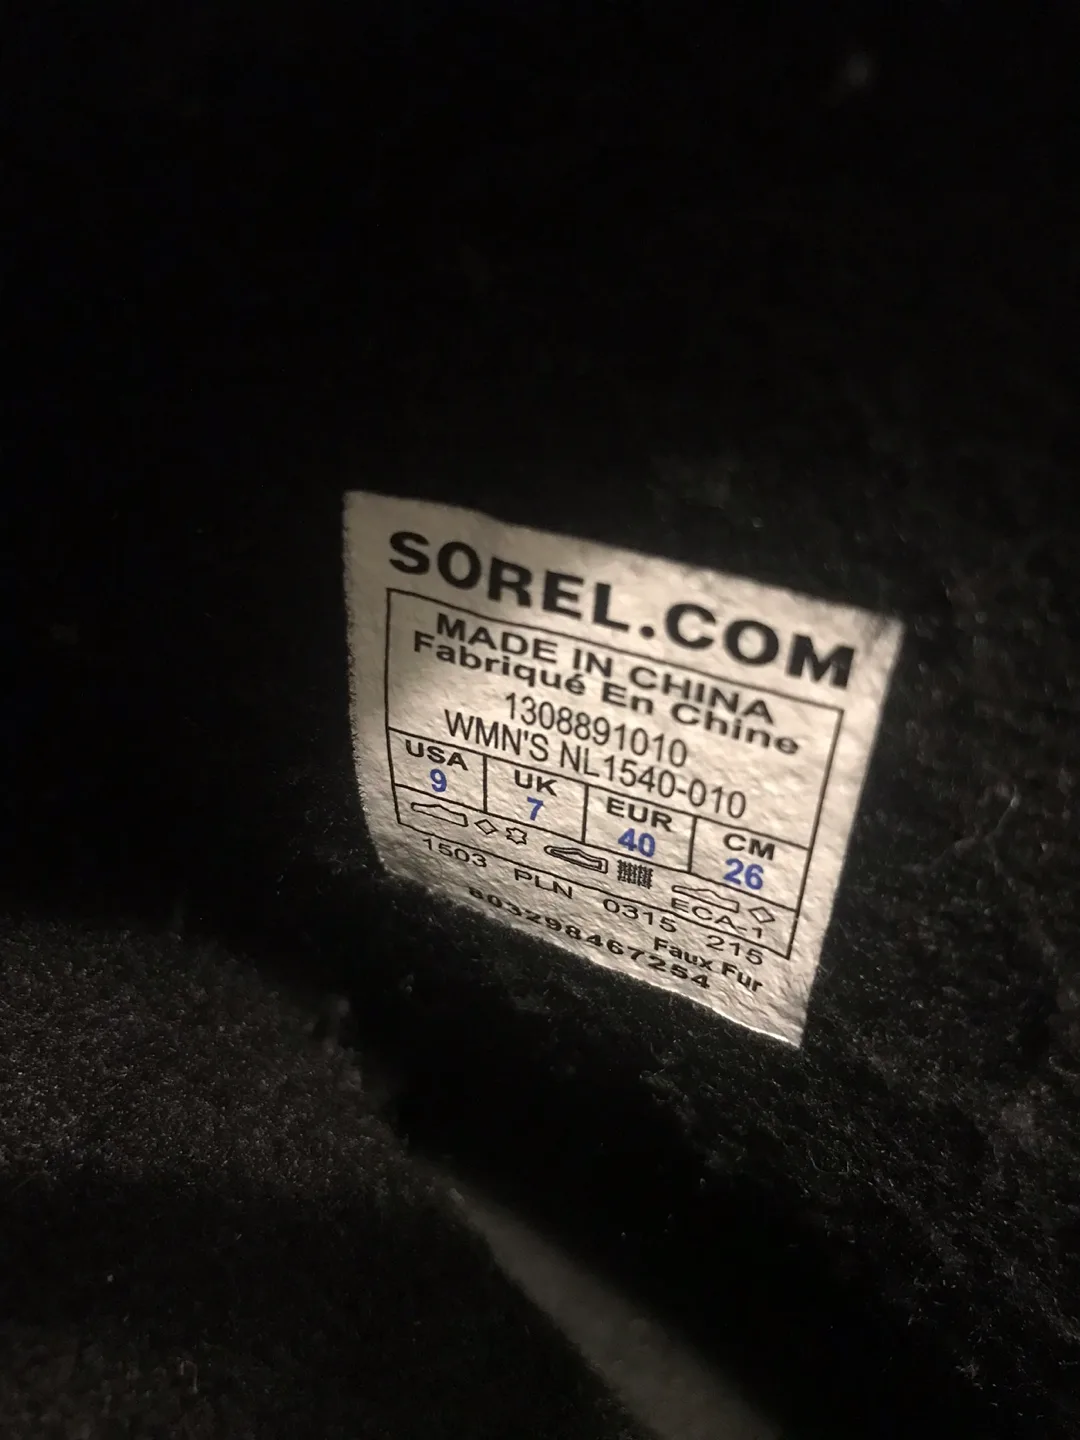 SOREL.COM
MADE IN CHINA
Fabriqué En Chine
1308891010
WMN'S NL1540-010
USA UK EUR CM
9 7 40 26
ECA-1
1503 PLN 0315 215
Faux Fur
803298467254